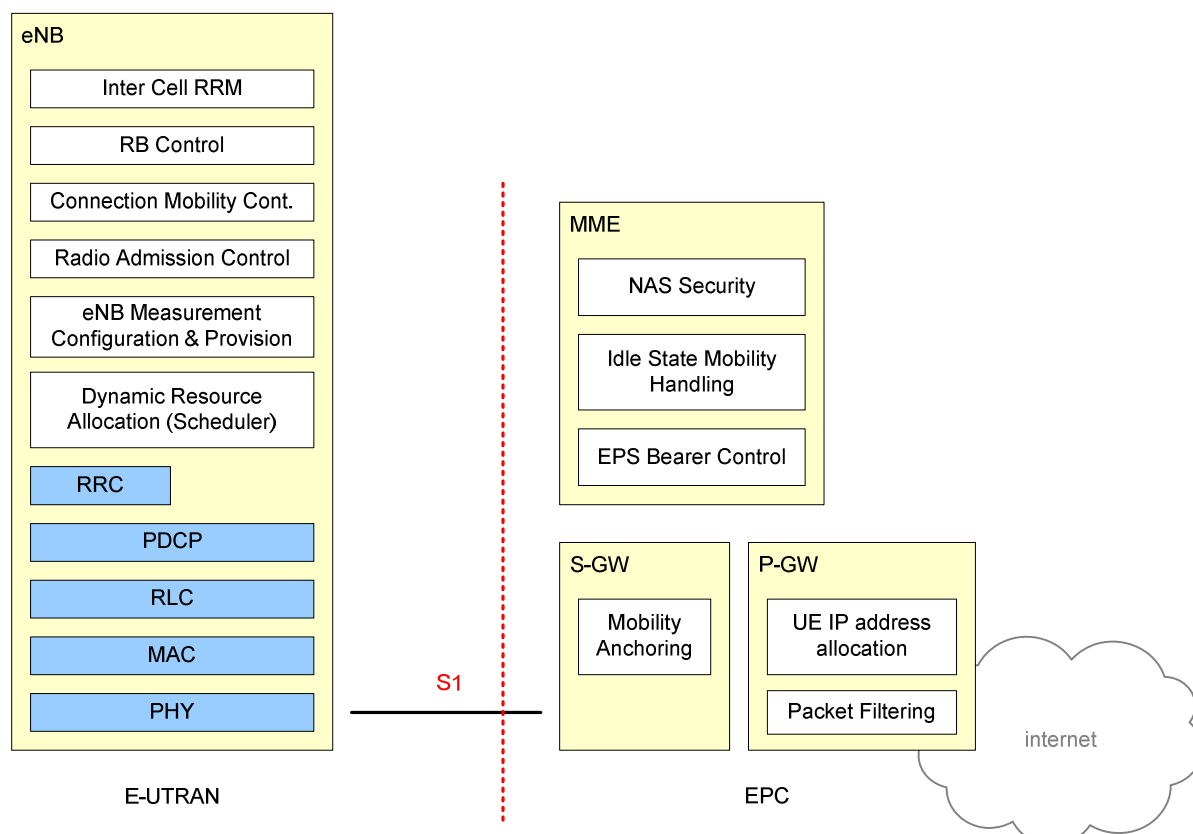 eNB
Inter Cell RRM
RB Control
Connection Mobility Cont.
Radio Admission Control
eNB Measurement
Configuration & Provision
Dynamic Resource
Allocation (Scheduler)
RRC
PDCP
RLC
MAC
PHY
S1
MME
NAS Security
Idle State Mobility
Handling
EPS Bearer Control
S-GW
Mobility
Anchoring
P-GW
UE IP address
allocation
Packet Filtering
internet
E-UTRAN
EPC